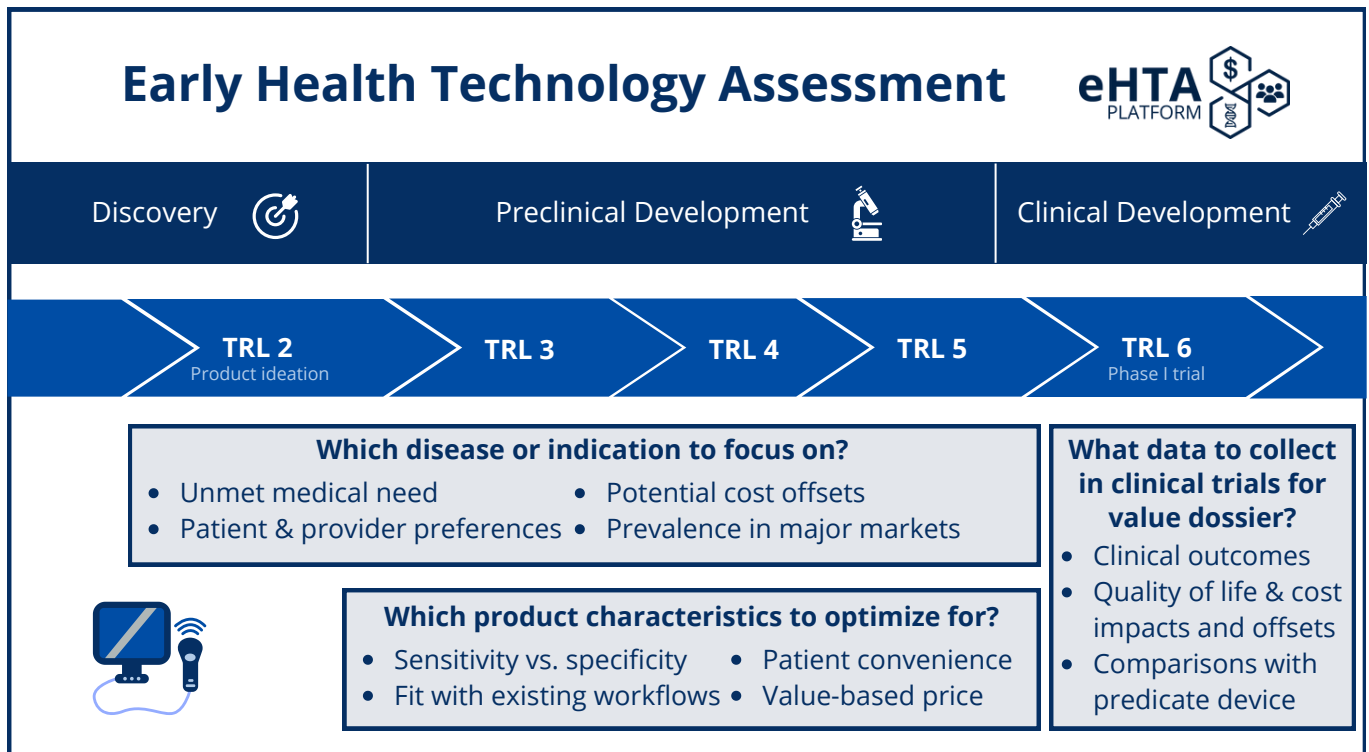 Early Health Technology Assessment
eHTA
PLATFORM
$
Discovery
Preclinical Development
Clinical Development
TRL 2
Product ideation
TRL 3
TRL 4
TRL 5
TRL 6
Phase I trial
Which disease or indication to focus on?
• Unmet medical need
• Patient & provider preferences
• Potential cost offsets
• Prevalence in major markets
Which product characteristics to optimize for?
• Sensitivity vs. specificity
• Fit with existing workflows
• Patient convenience
• Value-based price
What data to collect
in clinical trials for
value dossier?
• Clinical outcomes
• Quality of life & cost
impacts and offsets
• Comparisons with
predicate device